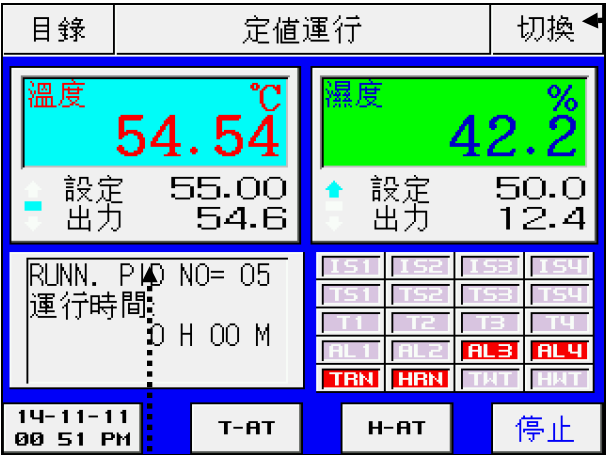 目錄 定值運行 切換
溫度 ℃
54.54
設定 55.00
出力 54.6
濕度 %
42.2
設定 50.0
出力 12.4
RUNN. PID NO= 05
運行時間:
0 H 00 M
IS1 IS2 IS3 IS4
TS1 TS2 TS3 TS4
T1 T2 T3 T4
AL1 AL2 AL3 AL4
TRN HRN TWT HWT
14-11-11
00 51 PM
T-AT H-AT 停止